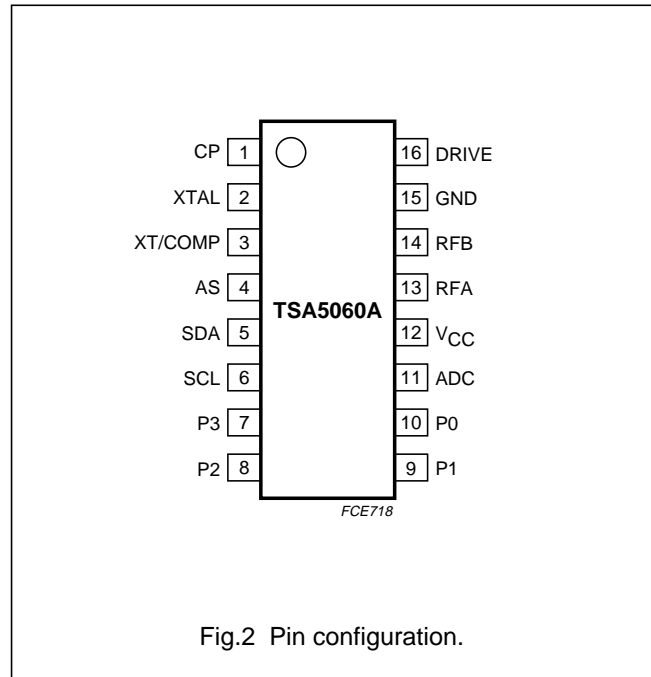 CP 1 16 DRIVE
XTAL 2 15 GND
XT/COMP 3 14 RFB
AS 4 13 RFA
TSA5060A
SDA 5 12 VCC
SCL 6 11 ADC
P3 7 10 P0
P2 8 9 P1
FCE718
Fig.2 Pin configuration.